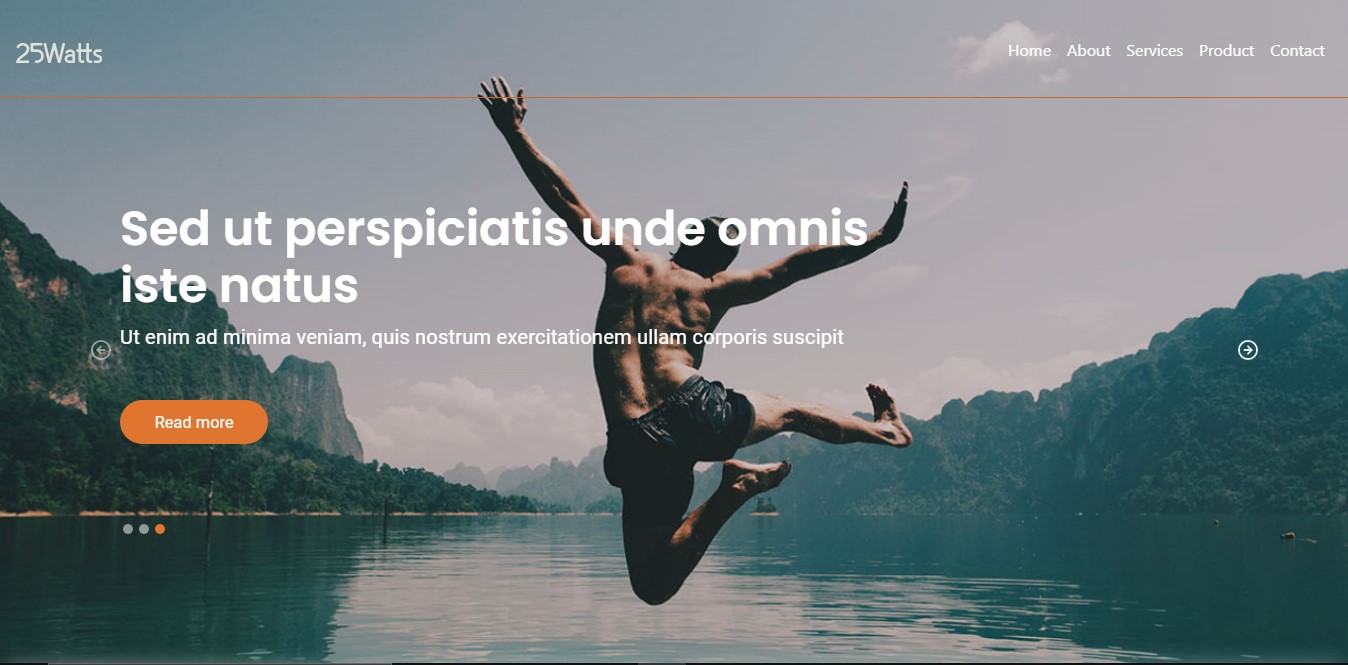 25Watts
Home About Services Product Contact
Sed ut perspiciatis unde omnis
iste natus
Ut enim ad minima veniam, quis nostrum exercitationem ullam corporis suscipit
Read more